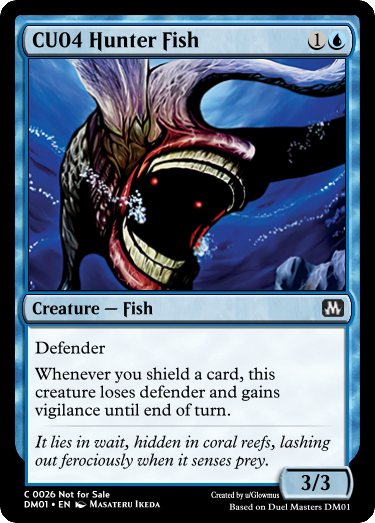 CU04 Hunter Fish 1
Creature — Fish M
Defender
Whenever you shield a card, this
creature loses defender and gains
vigilance until end of turn.
It lies in wait, hidden in coral reefs, lashing
out ferociously when it senses prey.
3/3
C 0026 Not for Sale
DM01 • EN Masateru Ikeda
Created by u/Glowmus
Based on Duel Masters DM01